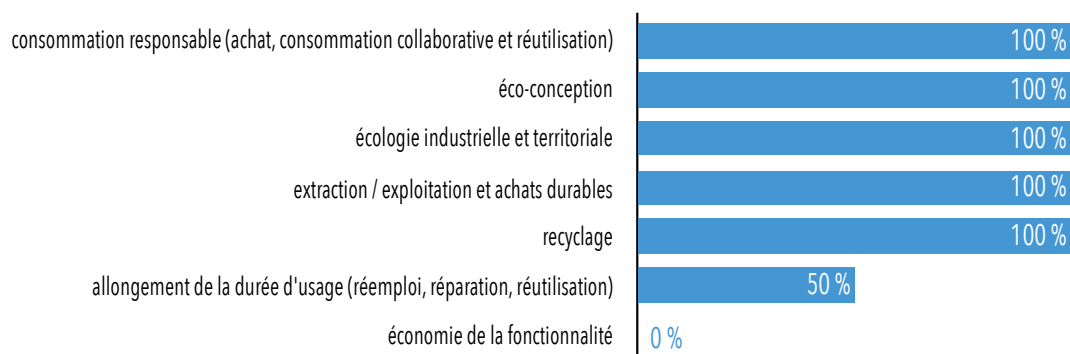 consommation responsable (achat, consommation collaborative et réutilisation) 100 %
éco-conception 100 %
écologie industrielle et territoriale 100 %
extraction / exploitation et achats durables 100 %
recyclage 100 %
allongement de la durée d'usage (réemploi, réparation, réutilisation) 50 %
économie de la fonctionnalité 0 %